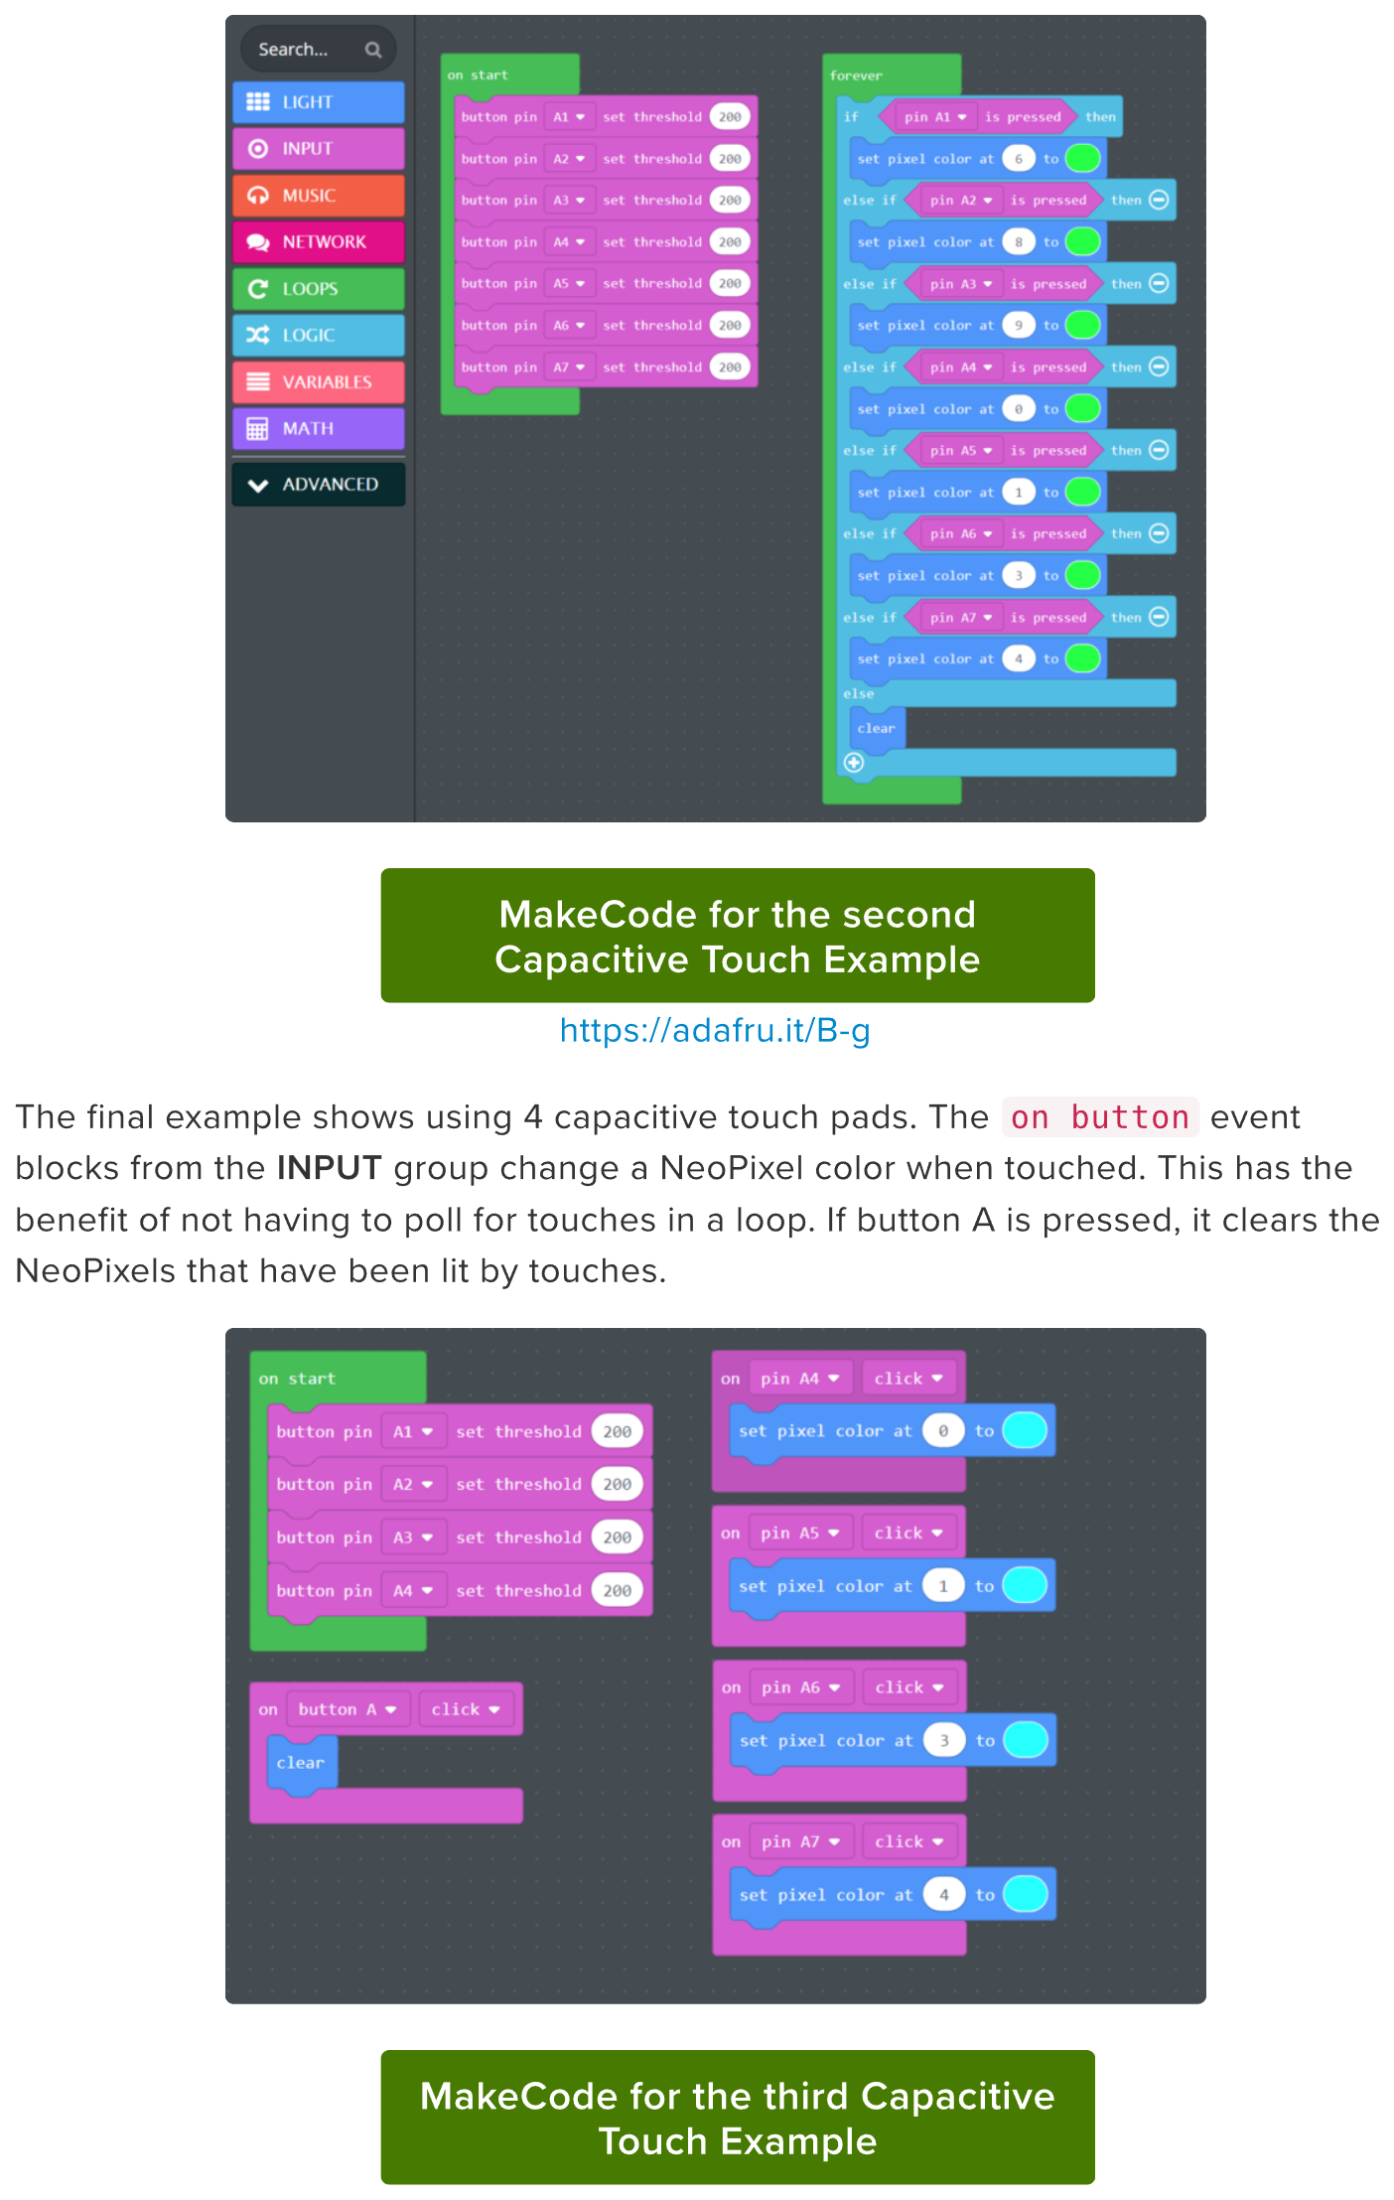 Search...
LIGHT
INPUT
MUSIC
NETWORK
LOOPS
LOGIC
VARIABLES
MATH
ADVANCED
on start
button pin A1 set threshold 200
button pin A2 set threshold 200
button pin A3 set threshold 200
button pin A4 set threshold 200
button pin A5 set threshold 200
button pin A6 set threshold 200
button pin A7 set threshold 200
forever
if pin A1 is pressed then
set pixel color at 6 to
else if pin A2 is pressed then
set pixel color at 8 to
else if pin A3 is pressed then
set pixel color at 9 to
else if pin A4 is pressed then
set pixel color at 0 to
else if pin A5 is pressed then
set pixel color at 1 to
else if pin A6 is pressed then
set pixel color at 3 to
else if pin A7 is pressed then
set pixel color at 4 to
else
clear
MakeCode for the second
Capacitive Touch Example
https://adafru.it/B-g
The final example shows using 4 capacitive touch pads. The on button event
blocks from the INPUT group change a NeoPixel color when touched. This has the
benefit of not having to poll for touches in a loop. If button A is pressed, it clears the
NeoPixels that have been lit by touches.
on start
button pin A1 set threshold 200
button pin A2 set threshold 200
button pin A3 set threshold 200
button pin A4 set threshold 200
on button A click
clear
on pin A4 click
set pixel color at 0 to
on pin A5 click
set pixel color at 1 to
on pin A6 click
set pixel color at 3 to
on pin A7 click
set pixel color at 4 to
MakeCode for the third Capacitive
Touch Example